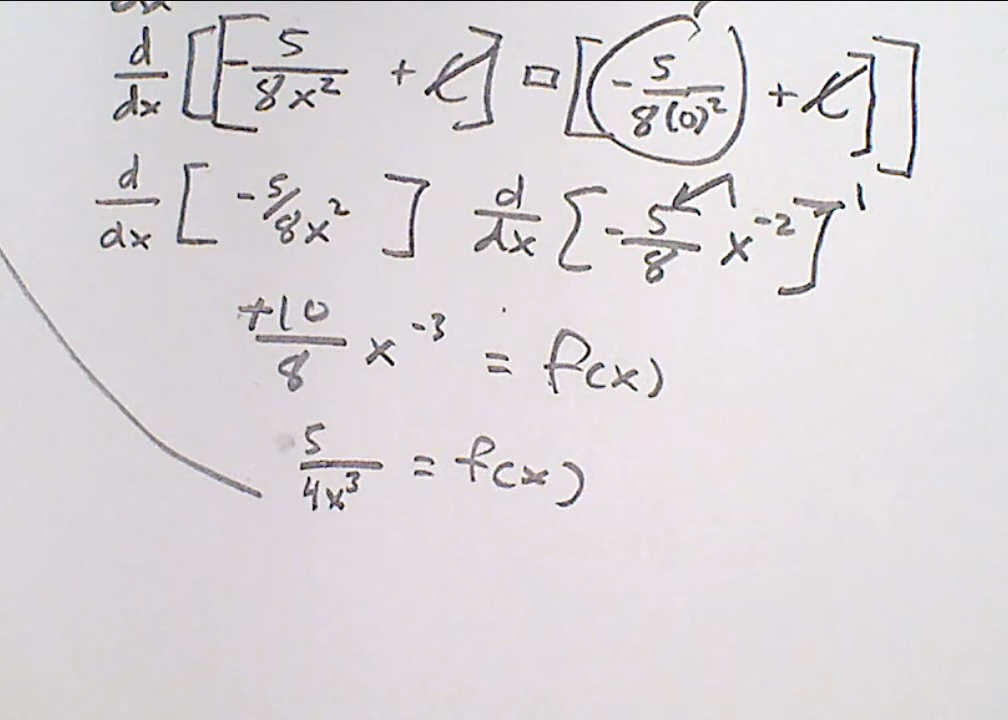 d/dx [[-5/8x² + C] - [(-5/8(0)²) + C]]
d/dx [-5/8x²] d/dx [-5/8 x⁻²]'
+10/8 x⁻³ = f(x)
5/4x³ = f(x)